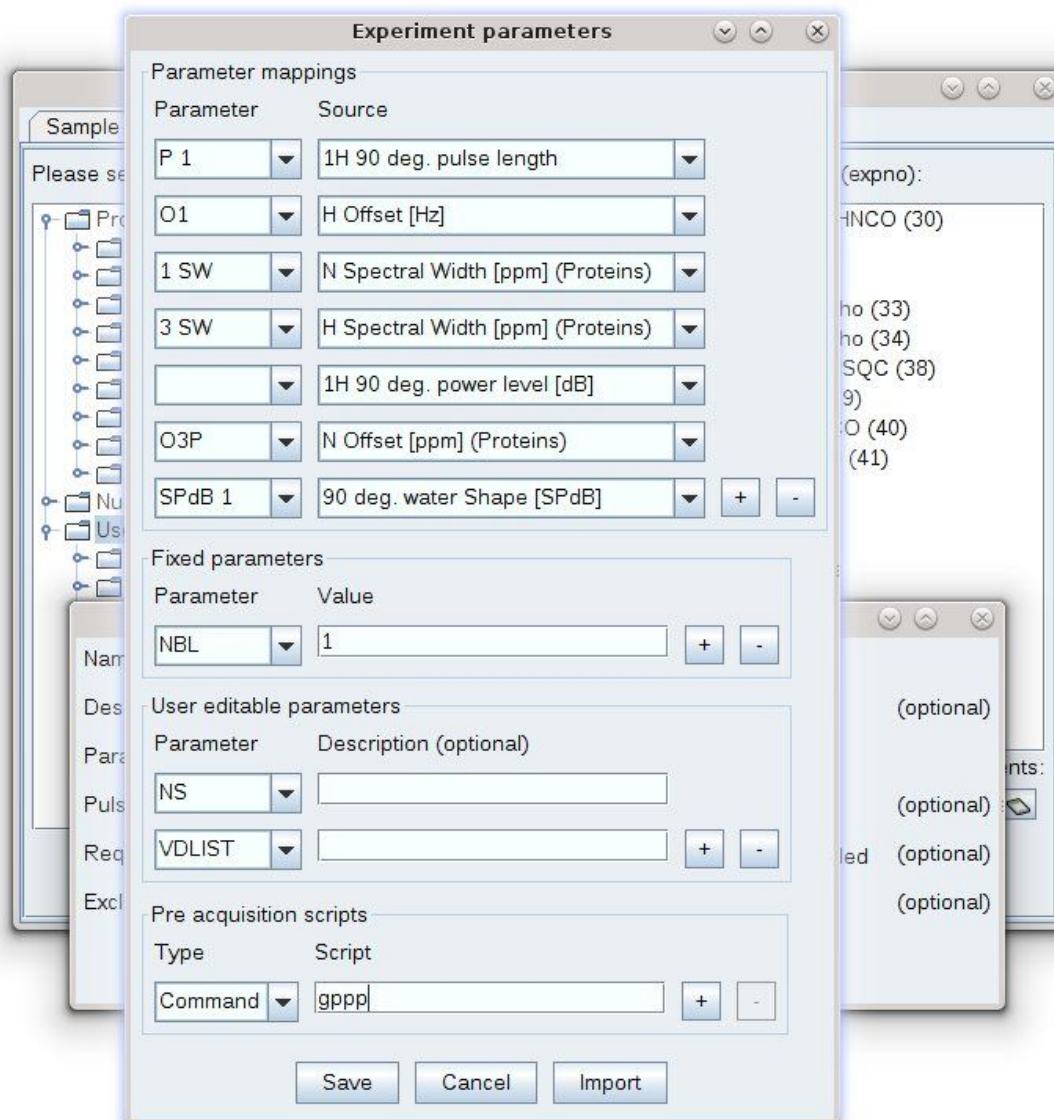 Experiment parameters
Parameter mappings
Parameter Source
P 1 1H 90 deg. pulse length
O1 H Offset [Hz]
1 SW N Spectral Width [ppm] (Proteins)
3 SW H Spectral Width [ppm] (Proteins)
1H 90 deg. power level [dB]
O3P N Offset [ppm] (Proteins)
SPdB 1 90 deg. water Shape [SPdB] + -
Fixed parameters
Parameter Value
NBL 1 + -
User editable parameters
Parameter Description (optional)
NS
VDLIST + -
Pre acquisition scripts
Type Script
Command gppp + -
Save Cancel Import
Sample
Please se
(expno):
Pro
HNCO (30)
ho (33)
ho (34)
SQC (38)
9)
O (40)
(41)
Nu
Use
nts:
Nam
Des (optional)
Para
Puls (optional)
Req led (optional)
Excl (optional)